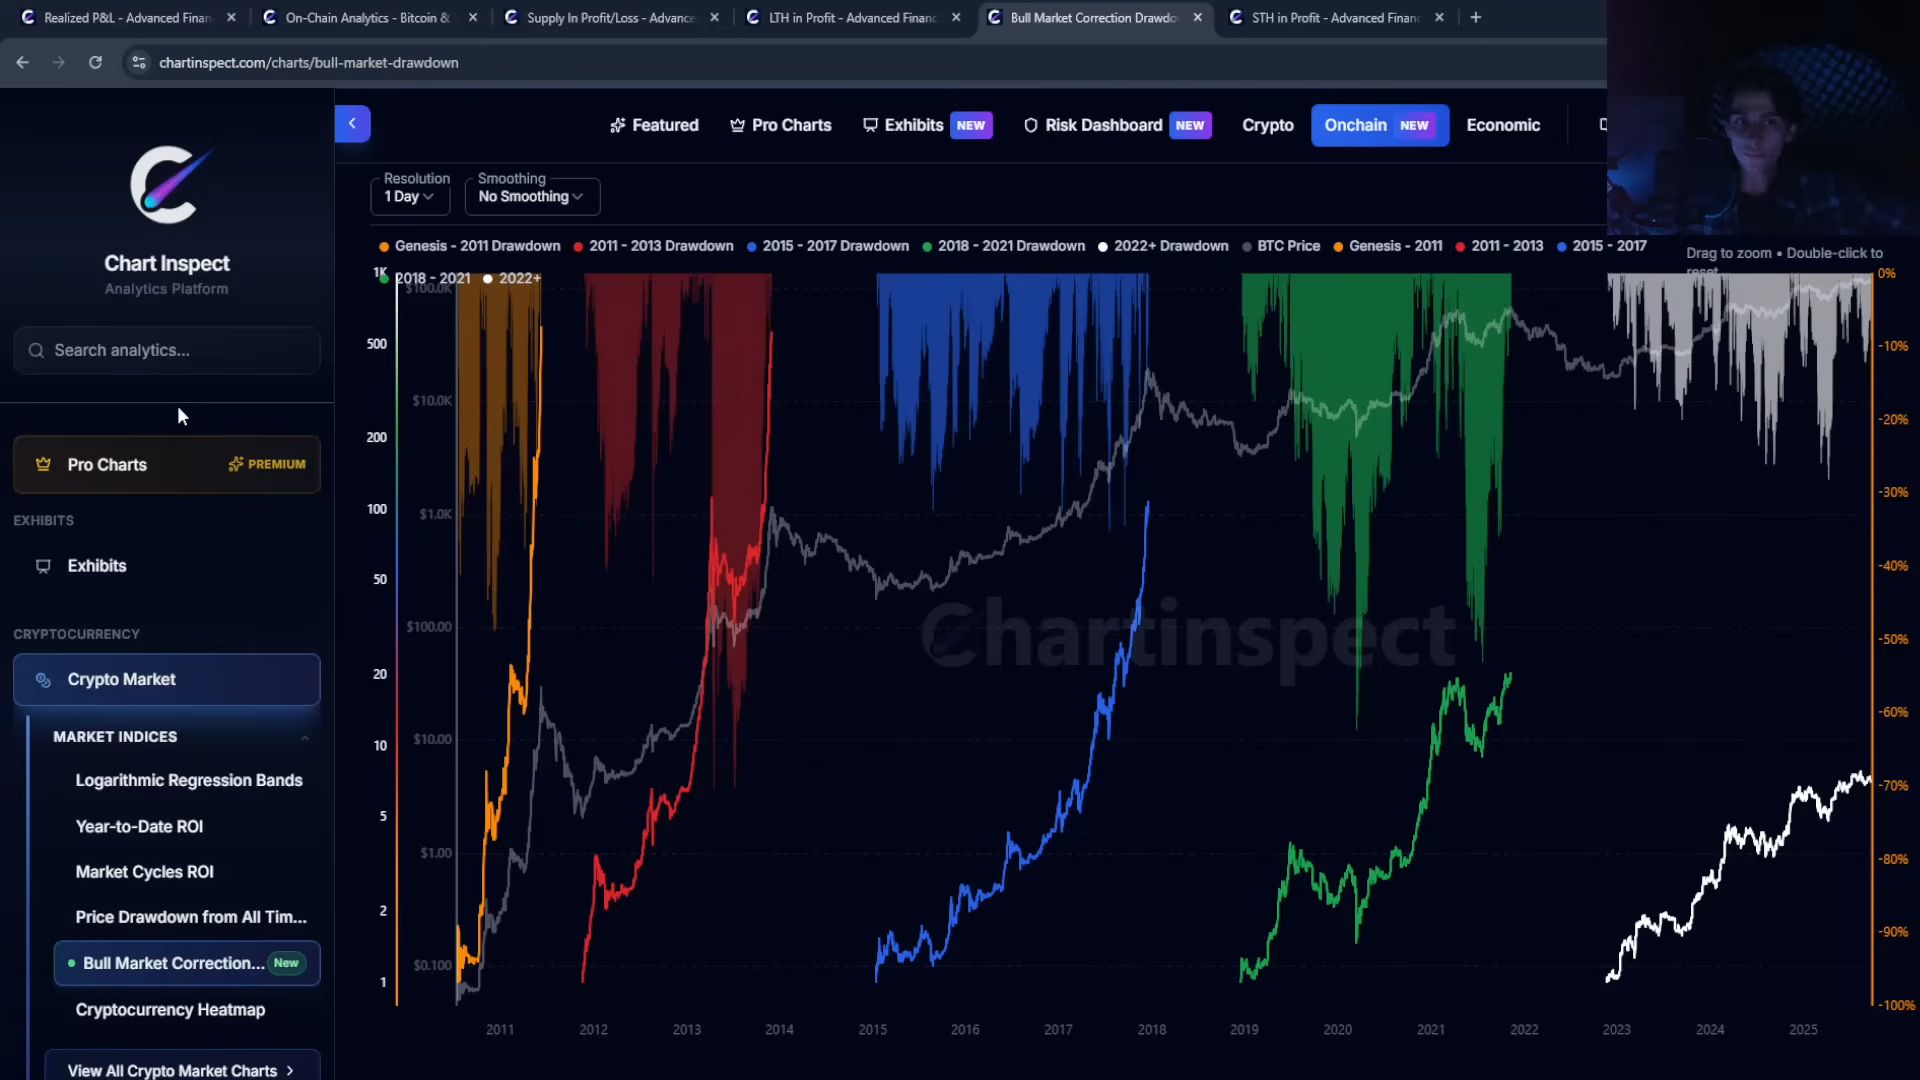 Realized P&L - Advanced Finan
On-Chain Analytics - Bitcoin &
Supply In Profit/Loss - Advance
LTH in Profit - Advanced Financ
Bull Market Correction Drawdo
STH in Profit - Advanced Financ
chartinspect.com/charts/bull-market-drawdown
Featured
Pro Charts
Exhibits NEW
Risk Dashboard NEW
Crypto
Onchain NEW
Economic
Chart Inspect
Analytics Platform
Search analytics...
Pro Charts PREMIUM
EXHIBITS
Exhibits
CRYPTOCURRENCY
Crypto Market
MARKET INDICES
Logarithmic Regression Bands
Year-to-Date ROI
Market Cycles ROI
Price Drawdown from All Tim...
Bull Market Correction... New
Cryptocurrency Heatmap
View All Crypto Market Charts
Resolution
1 Day
Smoothing
No Smoothing
Genesis - 2011 Drawdown 2011 - 2013 Drawdown 2015 - 2017 Drawdown 2018 - 2021 Drawdown 2022+ Drawdown BTC Price Genesis - 2011 2011 - 2013 2015 - 2017
2018 - 2021 2022+
Drag to zoom • Double-click to
reset
1K
500
200
100
50
20
10
5
2
1
$100.0K
$10.0K
$1.0K
$100.00
$10.00
$1.00
$0.100
Chartinspect
0%
-10%
-20%
-30%
-40%
-50%
-60%
-70%
-80%
-90%
-100%
2011 2012 2013 2014 2015 2016 2017 2018 2019 2020 2021 2022 2023 2024 2025